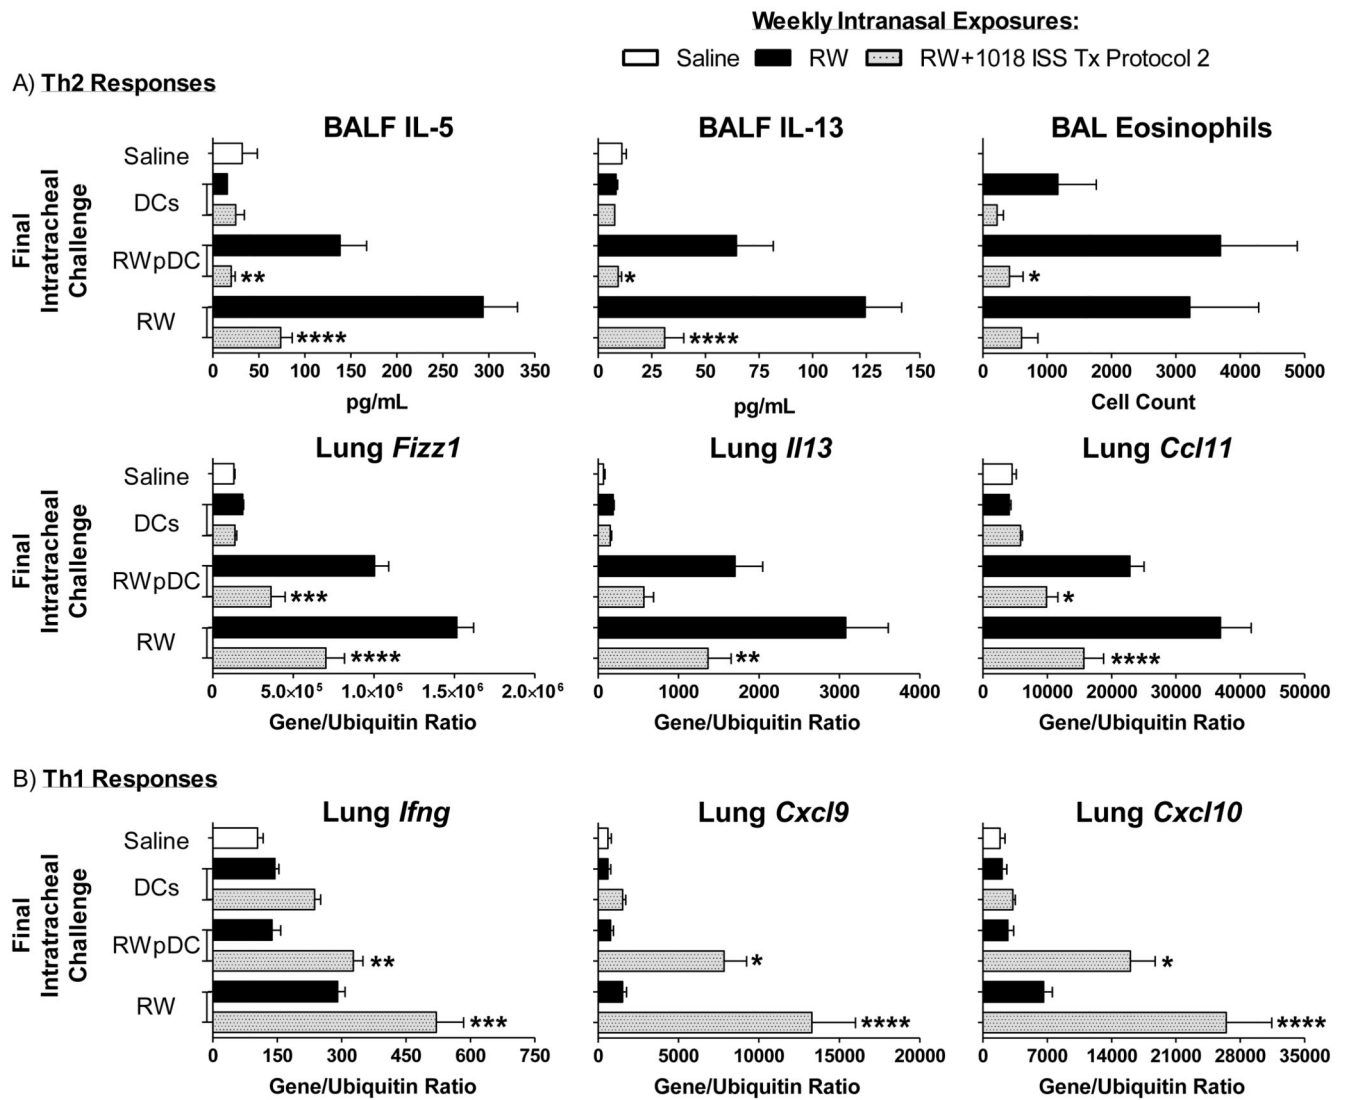 Weekly Intranasal Exposures:
Saline RW RW+1018 ISS Tx Protocol 2
A) Th2 Responses
BALF IL-5 BALF IL-13 BAL Eosinophils
Final
Intratracheal
Challenge
Saline
DCs
RWpDC
RW
** * *
**** ****
0 50 100 150 200 250 300 350
pg/mL
0 25 50 75 100 125 150
pg/mL
0 1000 2000 3000 4000 5000
Cell Count
Lung Fizz1 Lung Il13 Lung Ccl11
Final
Intratracheal
Challenge
Saline
DCs
RWpDC
RW
*** *
**** ** ****
0 5.0×10⁵ 1.0×10⁶ 1.5×10⁶ 2.0×10⁶
Gene/Ubiquitin Ratio
0 1000 2000 3000 4000
Gene/Ubiquitin Ratio
0 10000 20000 30000 40000 50000
Gene/Ubiquitin Ratio
B) Th1 Responses
Lung Ifng Lung Cxcl9 Lung Cxcl10
Final
Intratracheal
Challenge
Saline
DCs
RWpDC
RW
** * *
*** **** ****
0 150 300 450 600 750
Gene/Ubiquitin Ratio
0 5000 10000 15000 20000
Gene/Ubiquitin Ratio
0 7000 14000 21000 28000 35000
Gene/Ubiquitin Ratio